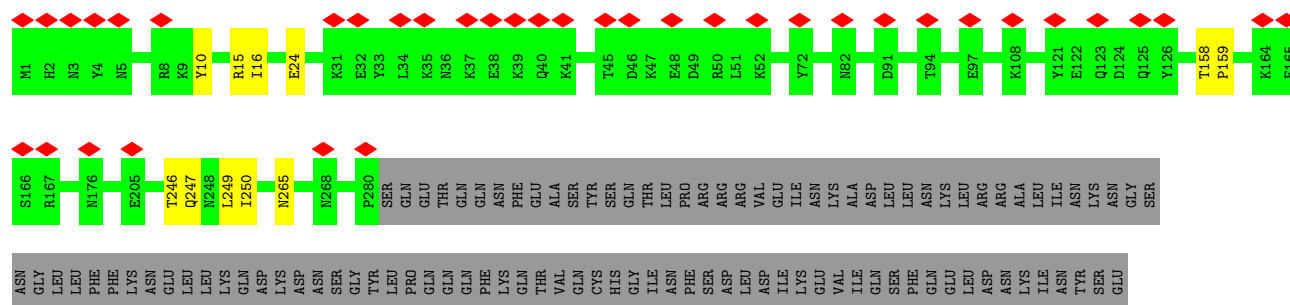 M1 H2 N3 Y4 N5 R8 K9 Y10 R15 I16 E24 K31 E32 Y33 L34 K35 N36 K37 E38 K39 Q40 K41 T45 D46 K47 E48 D49 R50 L51 K52 Y72 N82 D91 T94 E97 K108 Y121 E122 Q123 D124 Q125 Y126 T158 P159 K164 E165
S166 R167 N176 E205 T246 Q247 N248 L249 I250 N265 N268 P280 SER GLN GLU THR GLN GLN ASN PHE GLU ALA SER TYR SER GLN THR LEU PRO ARG ARG ARG VAL GLU ILE ASN LYS ALA ASP LEU LEU ASN LYS LEU ARG ARG ALA LEU ILE ASN LYS ASN GLY SER
ASN GLY LEU LEU PHE PHE LYS ASN GLU LEU LEU LYS GLN ASP LYS ASP ASN SER GLY TYR LEU PRO GLN GLN GLN PHE LYS GLN THR VAL GLN CYS HIS GLY ILE ASN PHE SER ASP LEU ASP ILE LYS GLU VAL ILE GLN SER PHE GLN GLU LEU ASP ASN LYS ILE ASN TYR SER GLU